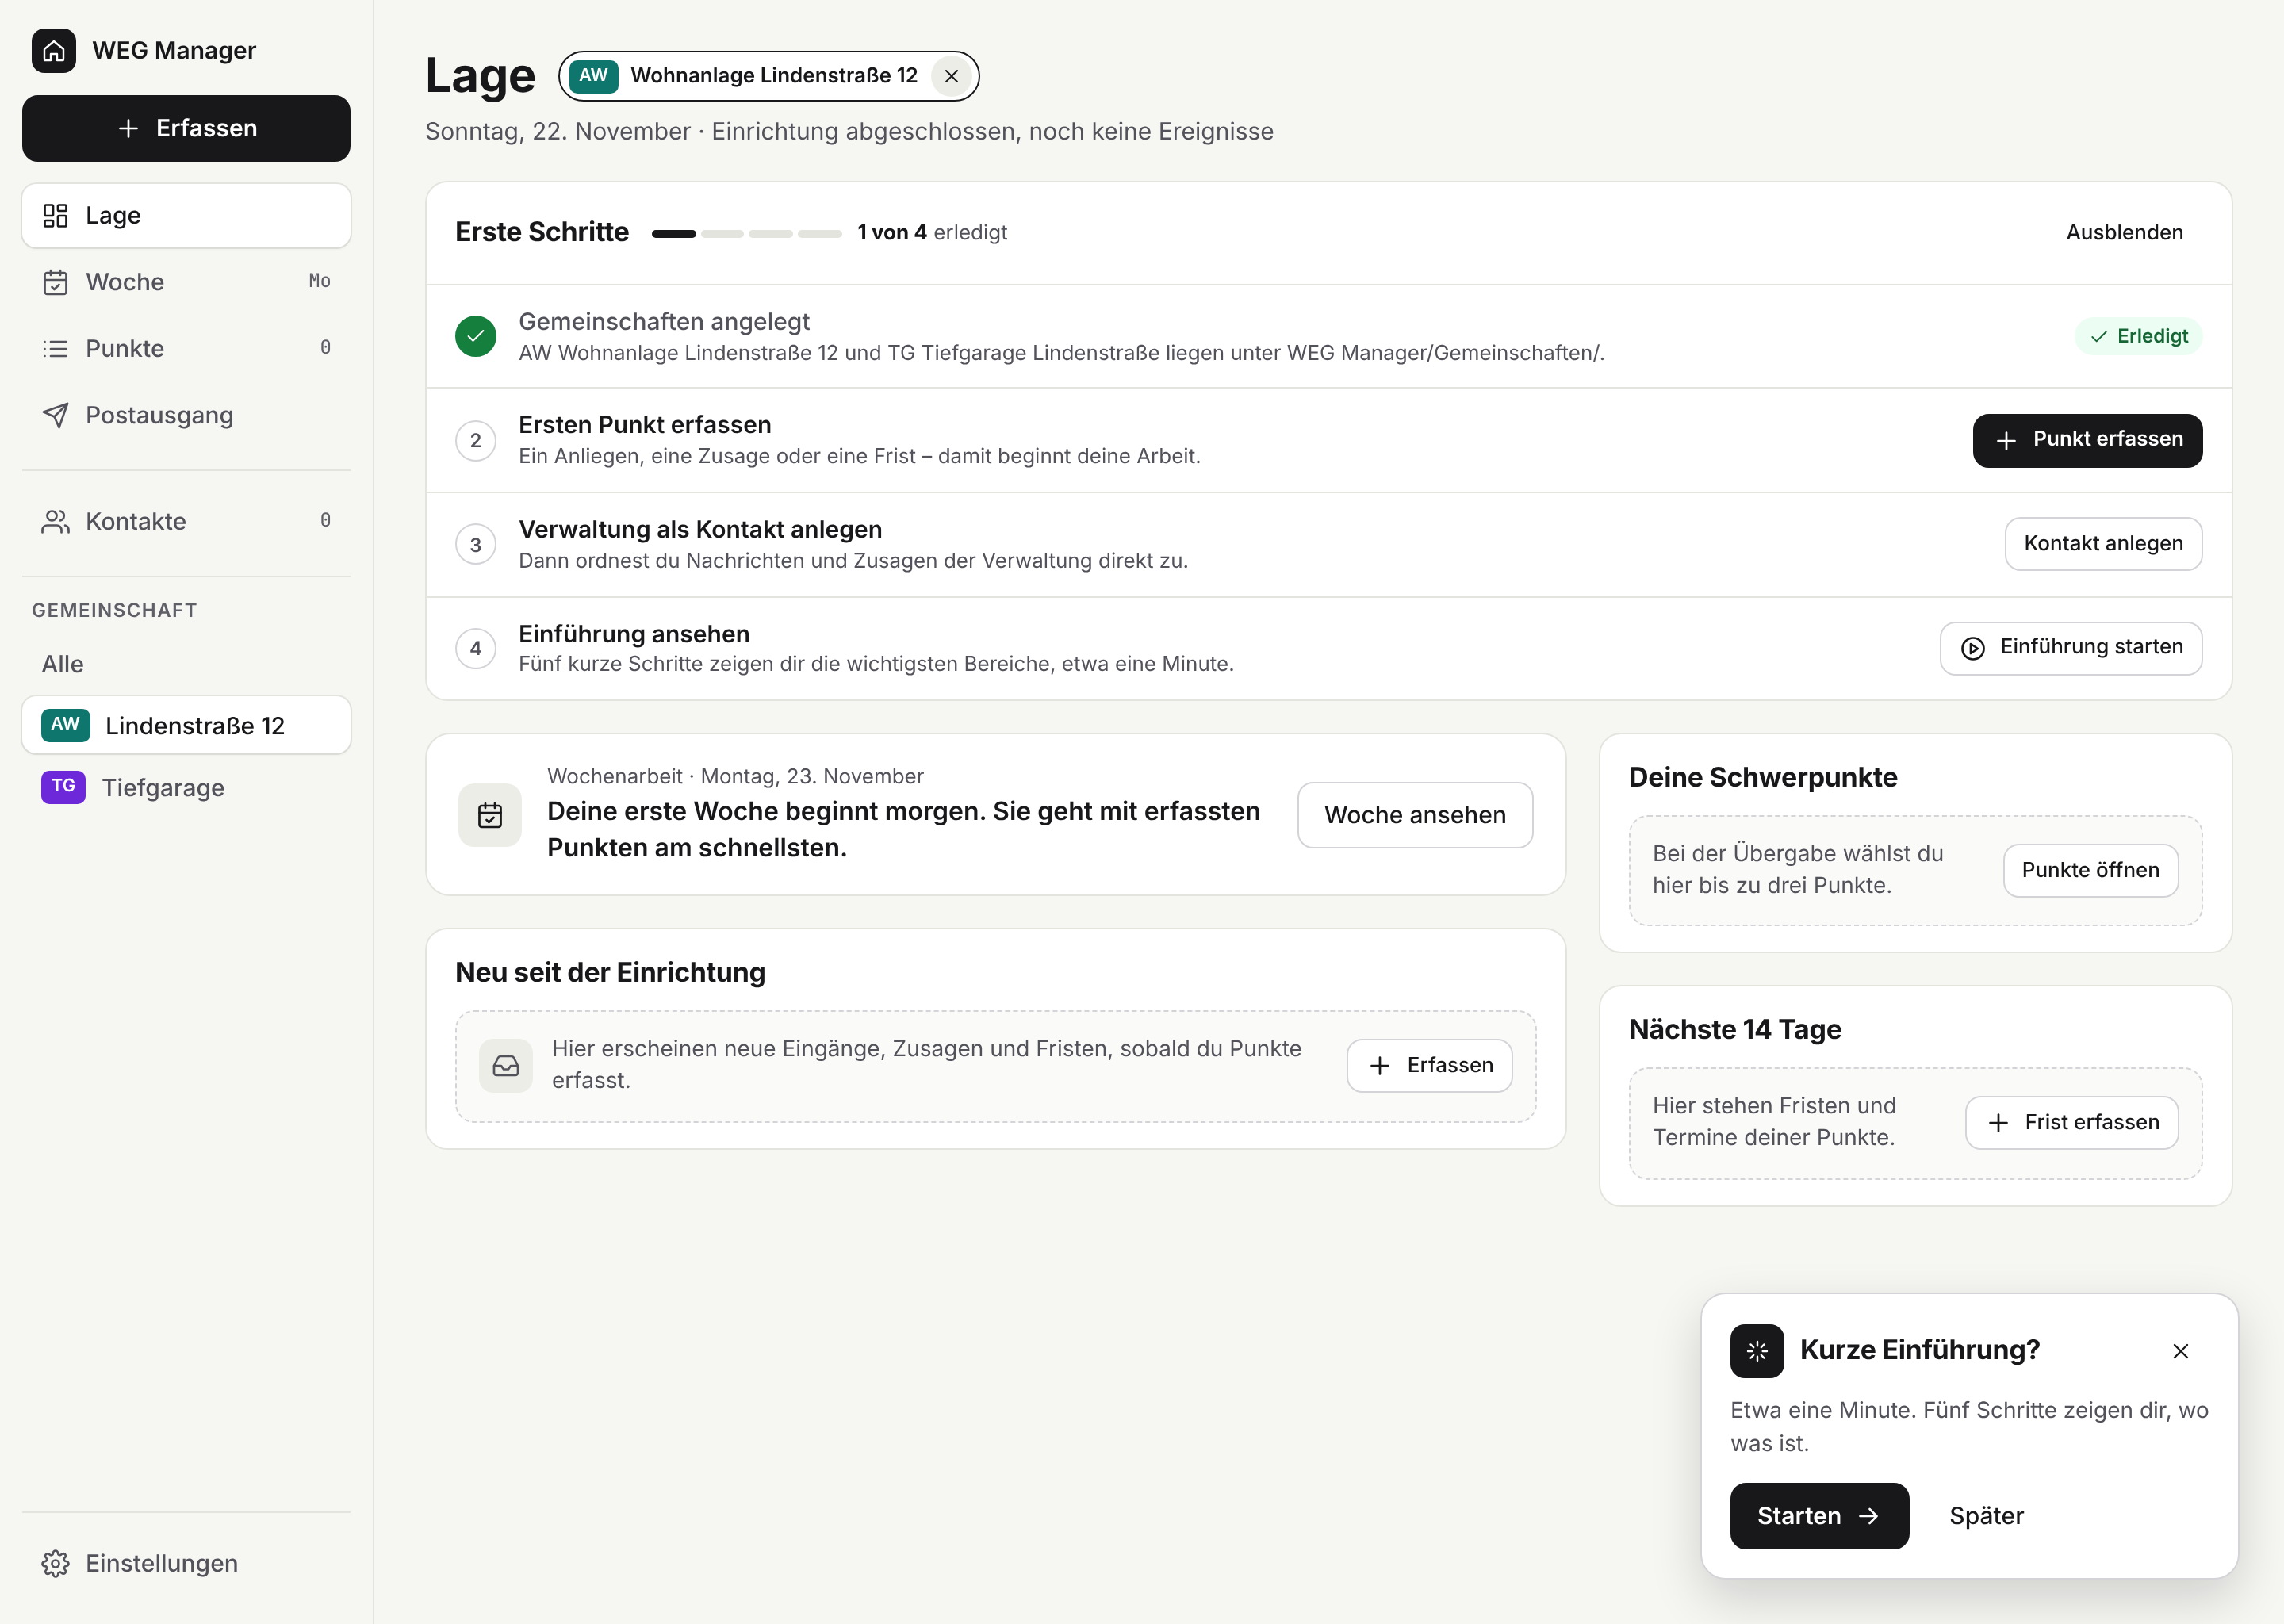 WEG Manager
Erfassen
Lage
Woche Mo
Punkte 0
Postausgang
Kontakte 0
GEMEINSCHAFT
Alle
AW Lindenstraße 12
TG Tiefgarage
Einstellungen
Lage AW Wohnanlage Lindenstraße 12
Sonntag, 22. November · Einrichtung abgeschlossen, noch keine Ereignisse
Erste Schritte 1 von 4 erledigt Ausblenden
Gemeinschaften angelegt
AW Wohnanlage Lindenstraße 12 und TG Tiefgarage Lindenstraße liegen unter WEG Manager/Gemeinschaften/.
Erledigt
2 Ersten Punkt erfassen
Ein Anliegen, eine Zusage oder eine Frist – damit beginnt deine Arbeit.
Punkt erfassen
3 Verwaltung als Kontakt anlegen
Dann ordnest du Nachrichten und Zusagen der Verwaltung direkt zu.
Kontakt anlegen
4 Einführung ansehen
Fünf kurze Schritte zeigen dir die wichtigsten Bereiche, etwa eine Minute.
Einführung starten
Wochenarbeit · Montag, 23. November
Deine erste Woche beginnt morgen. Sie geht mit erfassten
Punkten am schnellsten.
Woche ansehen
Neu seit der Einrichtung
Hier erscheinen neue Eingänge, Zusagen und Fristen, sobald du Punkte
erfasst.
Erfassen
Deine Schwerpunkte
Bei der Übergabe wählst du
hier bis zu drei Punkte.
Punkte öffnen
Nächste 14 Tage
Hier stehen Fristen und
Termine deiner Punkte.
Frist erfassen
Kurze Einführung?
Etwa eine Minute. Fünf Schritte zeigen dir, wo
was ist.
Starten Später